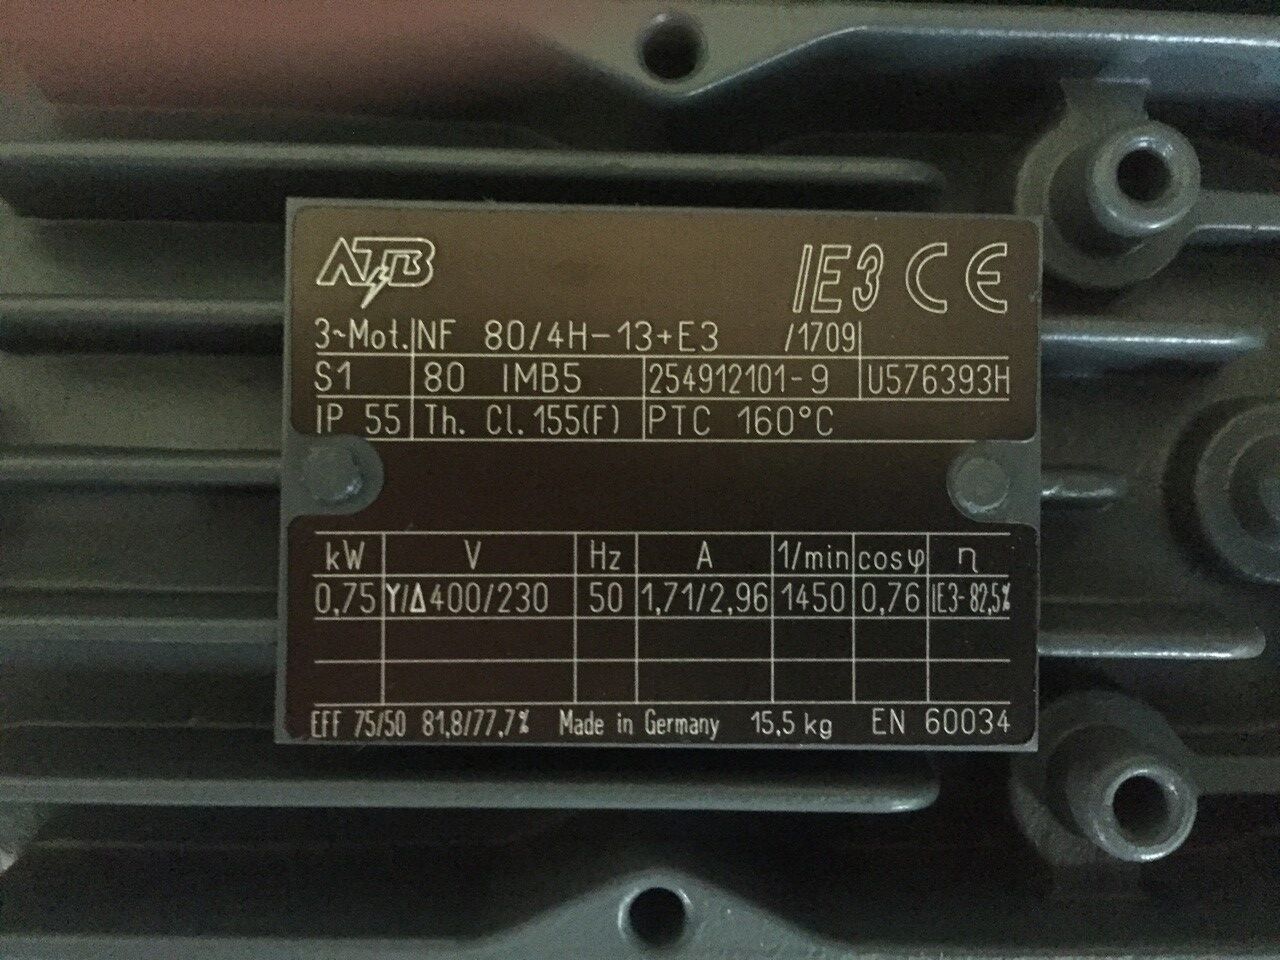 ATB IE3 CE
3~Mot. NF 80/4H-13+E3 /1709
S1 80 IMB5 254912101-9 U576393H
IP 55 Th. Cl. 155(F) PTC 160°C
kW V Hz A 1/min cosφ η
0,75 Y/Δ 400/230 50 1,71/2,96 1450 0,76 IE3-82,5%
EFF 75/50 81,8/77,7% Made in Germany 15,5 kg EN 60034